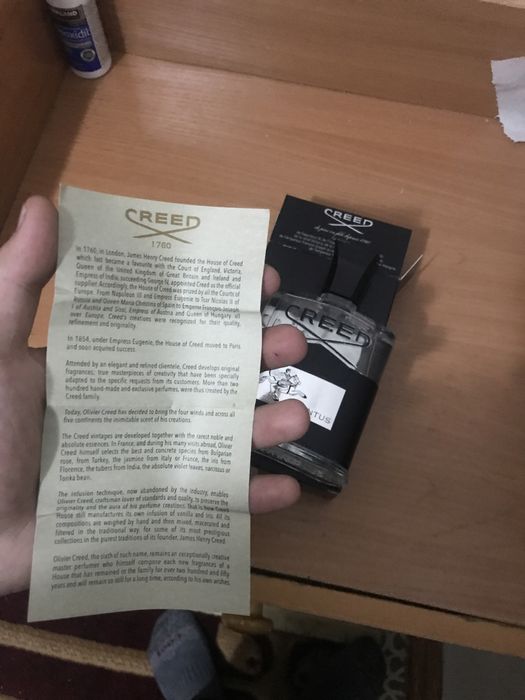 KIRKLAND
CREED
1760
In 1760, in London, James Henry Creed founded the House of Creed
which fast became a favourite with the Court of England. Victoria,
Queen of the United Kingdom of Great Britain and Ireland and
Empress of India, succeeding George IV, appointed Creed as the official
supplier. Accordingly, the House of Creed was prized by all the Courts of
Europe. From Napoleon III and Empress Eugenie to Tsar Nicolas II of
Russia and Queen Maria Christina of Spain to Emperor François-Joseph
1 of Austria and Sissi, Empress of Austria and Queen of Hungary, all
over Europe, Creed's creations were recognized for their quality,
refinement and originality.
In 1854, under Empress Eugenie, the House of Creed moved to Paris
and soon acquired success.
Attended by an elegant and refined clientele, Creed develops original
fragrances; true masterpieces of creativity that have been specially
adapted to the specific requests from its customers. More than two
hundred hand-made and exclusive perfumes, were thus created by the
Creed family.
Today, Olivier Creed has decided to bring the four winds and across all
five continents the inimitable scent of his creations.
The Creed vintages are developed together with the rarest noble and
absolute essences. In France, and during his many visits abroad, Olivier
Creed himself selects the best and concrete species from Bulgarian
rose, from Turkey, the jasmine from Italy or France, the iris from
Florence, the tubers from India, the absolute violet leaves, narcissus or
Tonka bean.
The infusion technique, now abandoned by the industry, enables
Olivier Creed, craftsman lover of standards and quality, to preserve the
originality and the aura of his perfume creations. That is how Creed
House still manufactures its own infusion of vanilla and iris. All its
compositions are weighed by hand and then mixed, macerated and
filtered in the traditional way, for some of its most prestigious
collections in the purest traditions of its founder, James Henry Creed.
Olivier Creed, the sixth of such name, remains an exceptionally creative
master perfumer who himself compose each new fragrances of a
House that has remained in the family for over two hundred and fifty
years and will remain so still for a long time, according to his own wishes.
CREED
CREED
NTUS